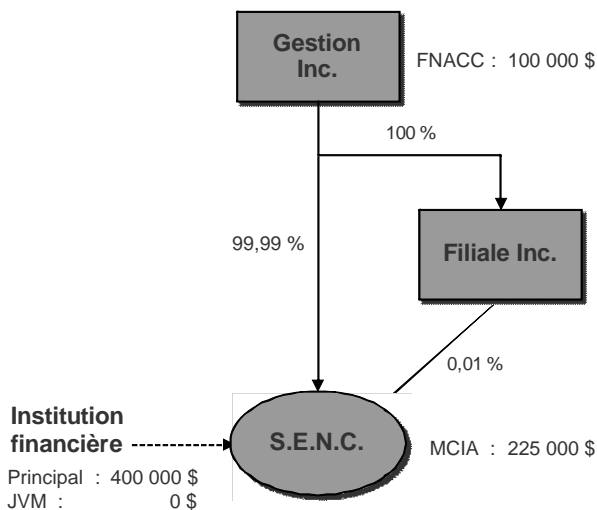 Gestion
Inc.
FNACC : 100 000 $
100 %
99,99 %
Filiale Inc.
0,01 %
Institution
financière
S.E.N.C.
MCIA : 225 000 $
Principal : 400 000 $
JVM : 0 $